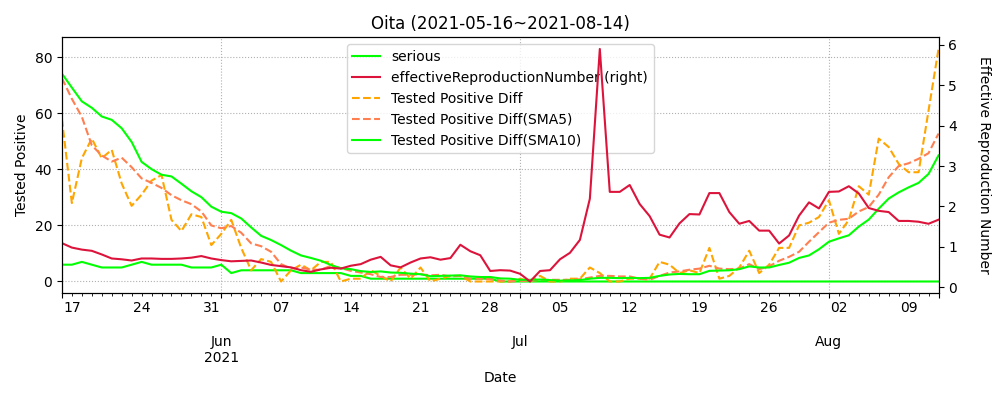 Oita (2021-05-16~2021-08-14)
serious
effectiveReproductionNumber (right)
Tested Positive Diff
Tested Positive Diff(SMA5)
Tested Positive Diff(SMA10)
Tested Positive
80
60
40
20
0
Effective Reproduction Number
6
5
4
3
2
1
0
17 24 31 07 14 21 28 05 12 19 26 02 09
Jun Jul Aug
2021
Date